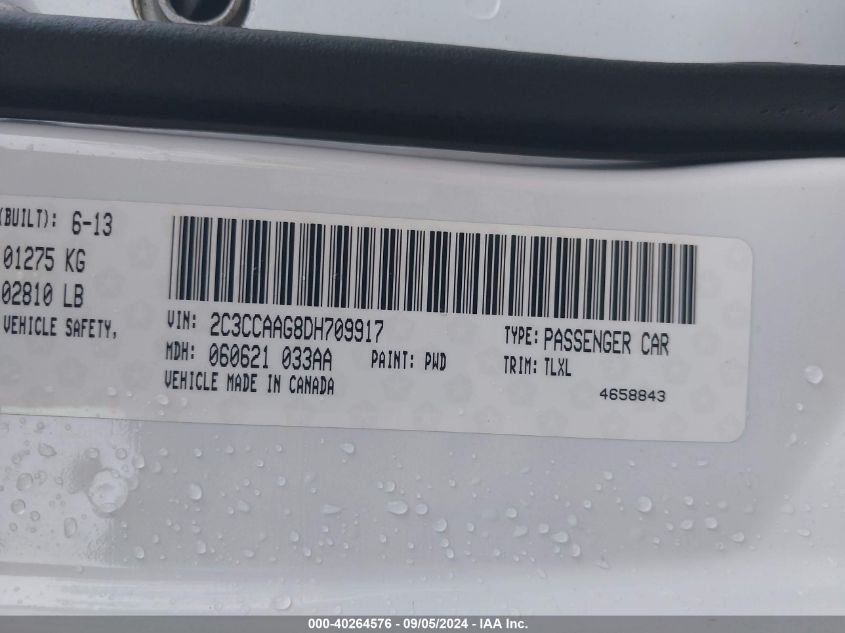 (BUILT): 6-13
01275 KG
02810 LB
VEHICLE SAFETY,
VIN: 2C3CCAAG8DH709917
TYPE: PASSENGER CAR
MDH: 060621 033AA PAINT: PWD
TRIM: TLXL
VEHICLE MADE IN CANADA
4658843
000-40264576 - 09/05/2024 - IAA Inc.